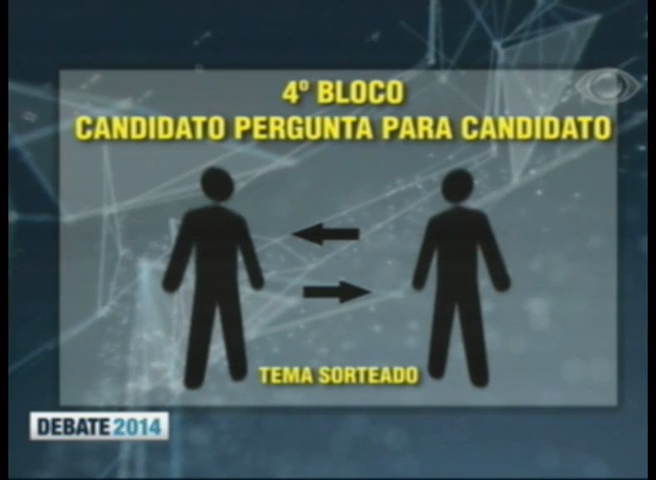 4º BLOCO
CANDIDATO PERGUNTA PARA CANDIDATO
TEMA SORTEADO
DEBATE 2014